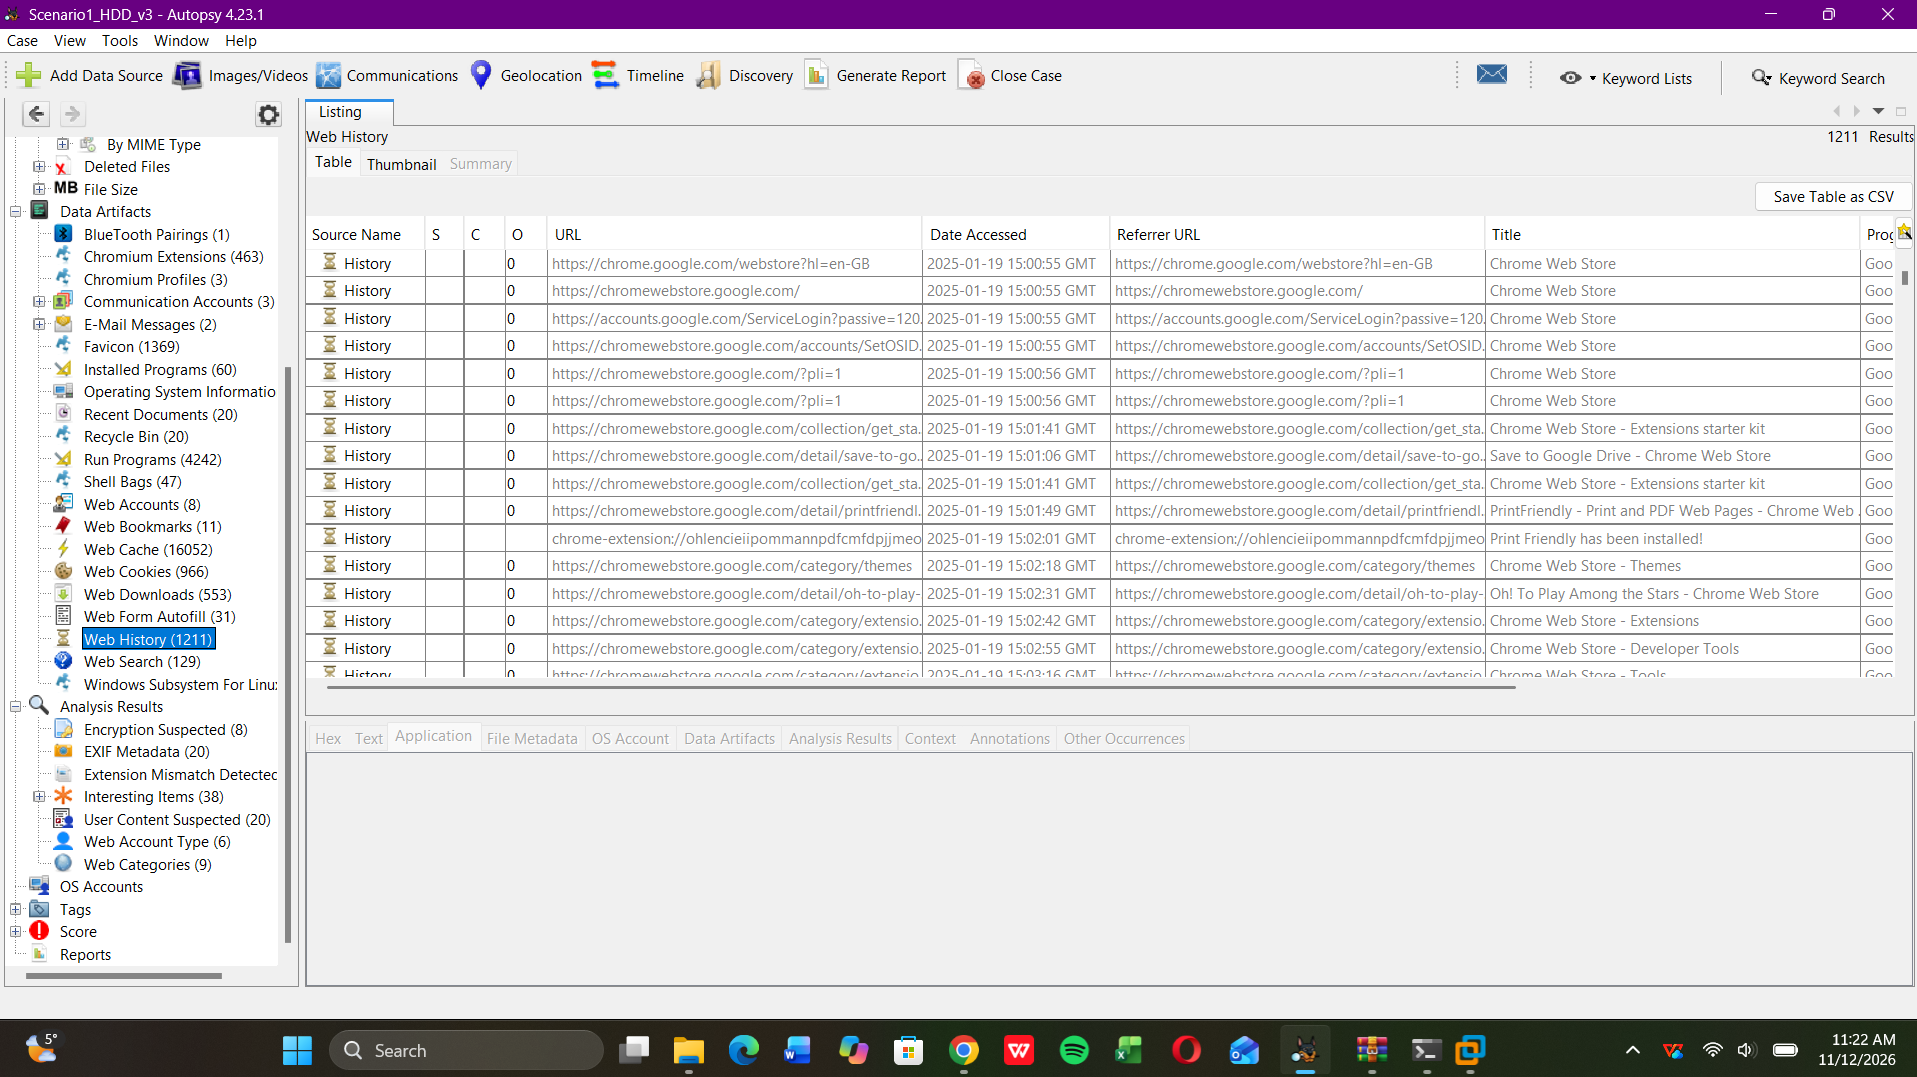 Scenario1_HDD_v3 - Autopsy 4.23.1
Case View Tools Window Help
Add Data Source Images/Videos Communications Geolocation Timeline Discovery Generate Report Close Case Keyword Lists Keyword Search
By MIME Type
Deleted Files
MB File Size
Data Artifacts
BlueTooth Pairings (1)
Chromium Extensions (463)
Chromium Profiles (3)
Communication Accounts (3)
E-Mail Messages (2)
Favicon (1369)
Installed Programs (60)
Operating System Informatio
Recent Documents (20)
Recycle Bin (20)
Run Programs (4242)
Shell Bags (47)
Web Accounts (8)
Web Bookmarks (11)
Web Cache (16052)
Web Cookies (966)
Web Downloads (553)
Web Form Autofill (31)
Web History (1211)
Web Search (129)
Windows Subsystem For Linu
Analysis Results
Encryption Suspected (8)
EXIF Metadata (20)
Extension Mismatch Detected
Interesting Items (38)
User Content Suspected (20)
Web Account Type (6)
Web Categories (9)
OS Accounts
Tags
Score
Reports
Listing
Web History 1211 Results
Table Thumbnail Summary
Save Table as CSV
Source Name S C O URL Date Accessed Referrer URL Title Prog
History 0 https://chrome.google.com/webstore?hl=en-GB 2025-01-19 15:00:55 GMT https://chrome.google.com/webstore?hl=en-GB Chrome Web Store Goo
History 0 https://chromewebstore.google.com/ 2025-01-19 15:00:55 GMT https://chromewebstore.google.com/ Chrome Web Store Goo
History 0 https://accounts.google.com/ServiceLogin?passive=120... 2025-01-19 15:00:55 GMT https://accounts.google.com/ServiceLogin?passive=120... Chrome Web Store Goo
History 0 https://chromewebstore.google.com/accounts/SetOSID... 2025-01-19 15:00:55 GMT https://chromewebstore.google.com/accounts/SetOSID... Chrome Web Store Goo
History 0 https://chromewebstore.google.com/?pli=1 2025-01-19 15:00:56 GMT https://chromewebstore.google.com/?pli=1 Chrome Web Store Goo
History 0 https://chromewebstore.google.com/?pli=1 2025-01-19 15:00:56 GMT https://chromewebstore.google.com/?pli=1 Chrome Web Store Goo
History 0 https://chromewebstore.google.com/collection/get_sta... 2025-01-19 15:01:41 GMT https://chromewebstore.google.com/collection/get_sta... Chrome Web Store - Extensions starter kit Goo
History 0 https://chromewebstore.google.com/detail/save-to-go... 2025-01-19 15:01:06 GMT https://chromewebstore.google.com/detail/save-to-go... Save to Google Drive - Chrome Web Store Goo
History 0 https://chromewebstore.google.com/collection/get_sta... 2025-01-19 15:01:41 GMT https://chromewebstore.google.com/collection/get_sta... Chrome Web Store - Extensions starter kit Goo
History 0 https://chromewebstore.google.com/detail/printfriendl... 2025-01-19 15:01:49 GMT https://chromewebstore.google.com/detail/printfriendl... PrintFriendly - Print and PDF Web Pages - Chrome Web ... Goo
History chrome-extension://ohlencieiipommannpdfcmfdpjjmeo 2025-01-19 15:02:01 GMT chrome-extension://ohlencieiipommannpdfcmfdpjjmeo Print Friendly has been installed! Goo
History 0 https://chromewebstore.google.com/category/themes 2025-01-19 15:02:18 GMT https://chromewebstore.google.com/category/themes Chrome Web Store - Themes Goo
History 0 https://chromewebstore.google.com/detail/oh-to-play- 2025-01-19 15:02:31 GMT https://chromewebstore.google.com/detail/oh-to-play- Oh! To Play Among the Stars - Chrome Web Store Goo
History 0 https://chromewebstore.google.com/category/extensio... 2025-01-19 15:02:42 GMT https://chromewebstore.google.com/category/extensio... Chrome Web Store - Extensions Goo
History 0 https://chromewebstore.google.com/category/extensio... 2025-01-19 15:02:55 GMT https://chromewebstore.google.com/category/extensio... Chrome Web Store - Developer Tools Goo
History 0 https://chromewebstore.google.com/category/extensio... 2025-01-19 15:03:16 GMT https://chromewebstore.google.com/category/extensio... Chrome Web Store - Tools Goo
Hex Text Application File Metadata OS Account Data Artifacts Analysis Results Context Annotations Other Occurrences
5°
Search
11:22 AM
11/12/2026